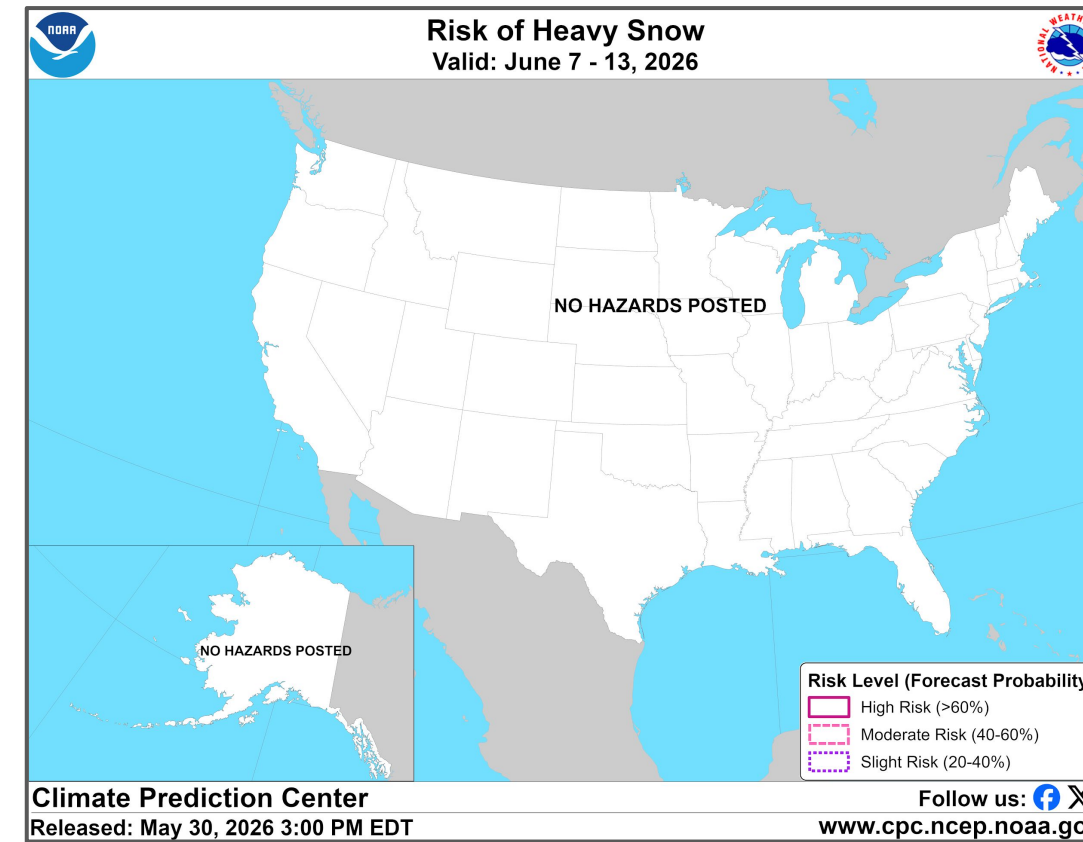 NOAA
Risk of Heavy Snow
Valid: June 7 - 13, 2026
NATIONAL WEATH
NO HAZARDS POSTED
NO HAZARDS POSTED
Risk Level (Forecast Probability
High Risk (>60%)
Moderate Risk (40-60%)
Slight Risk (20-40%)
Climate Prediction Center
Follow us:
Released: May 30, 2026 3:00 PM EDT
www.cpc.ncep.noaa.go